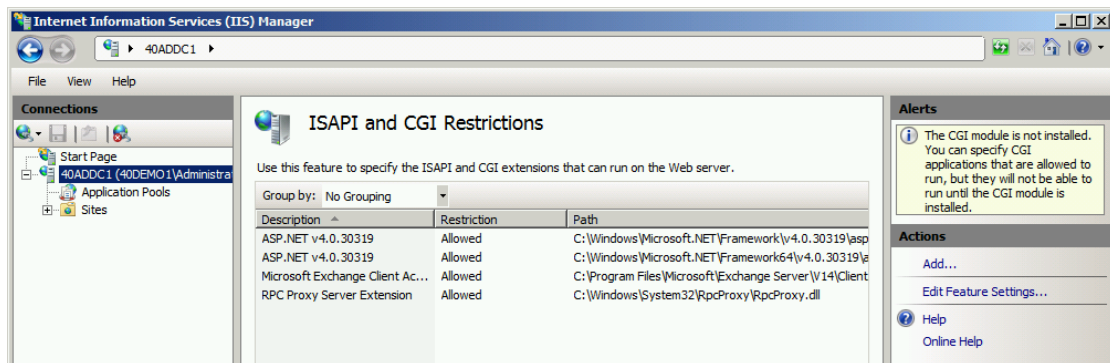 Internet Information Services (IIS) Manager
40ADDC1
File View Help
Connections
Start Page
40ADDC1 (40DEMO1\Administra
Application Pools
Sites
ISAPI and CGI Restrictions
Use this feature to specify the ISAPI and CGI extensions that can run on the Web server.
Group by: No Grouping
Description Restriction Path
ASP.NET v4.0.30319 Allowed C:\Windows\Microsoft.NET\Framework\v4.0.30319\asp
ASP.NET v4.0.30319 Allowed C:\Windows\Microsoft.NET\Framework64\v4.0.30319\a
Microsoft Exchange Client Ac... Allowed C:\Program Files\Microsoft\Exchange Server\V14\Client
RPC Proxy Server Extension Allowed C:\Windows\System32\RpcProxy\RpcProxy.dll
Alerts
The CGI module is not installed.
You can specify CGI
applications that are allowed to
run, but they will not be able to
run until the CGI module is
installed.
Actions
Add...
Edit Feature Settings...
Help
Online Help